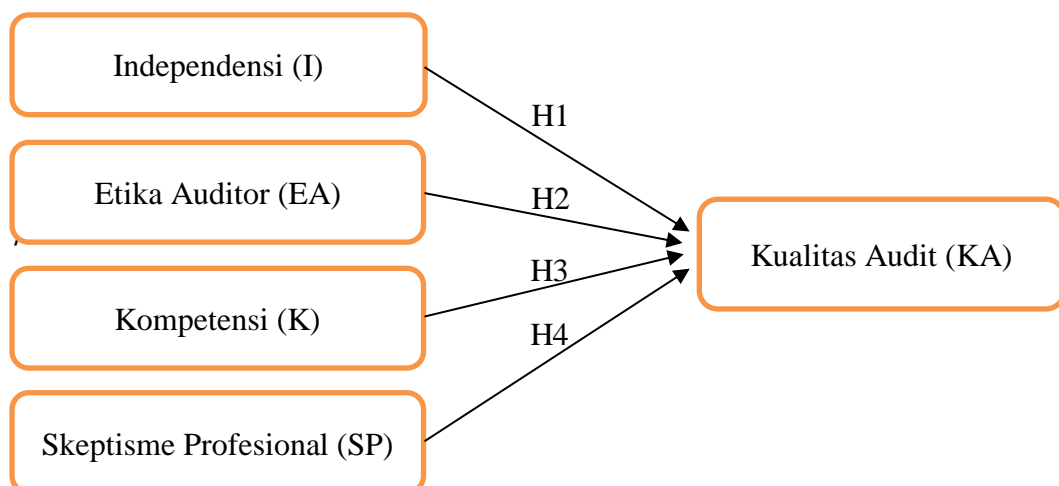 Independensi (I)
H1
Etika Auditor (EA)
H2
Kualitas Audit (KA)
H3
Kompetensi (K)
H4
Skeptisme Profesional (SP)